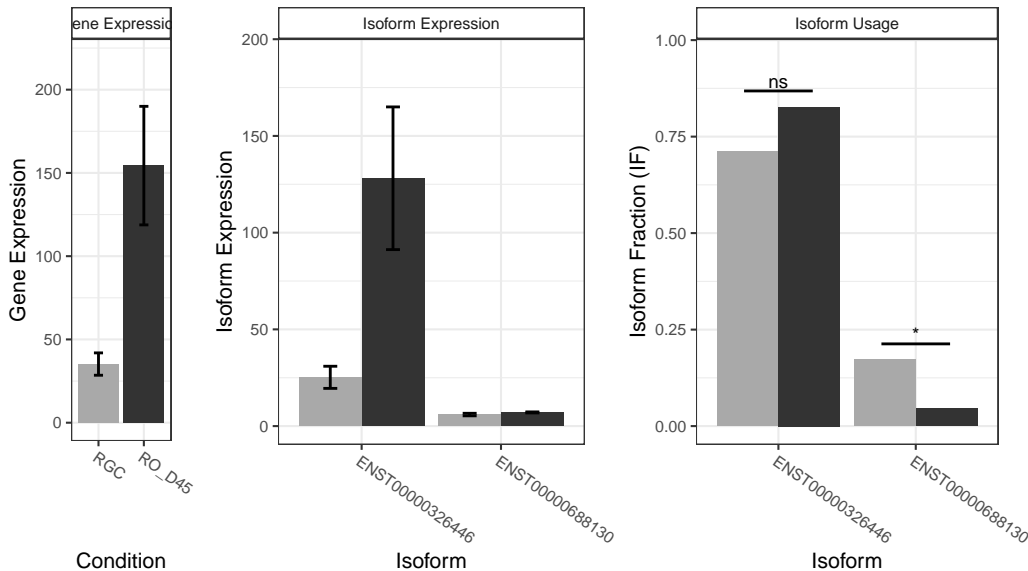 ene Expressio
Gene Expression
200
150
100
50
0
RGC
RO_D45
Condition
Isoform Expression
Isoform Expression
200
150
100
50
0
ENST00000326446
ENST00000688130
Isoform
Isoform Usage
Isoform Fraction (IF)
1.00
0.75
0.50
0.25
0.00
ns
*
ENST00000326446
ENST00000688130
Isoform